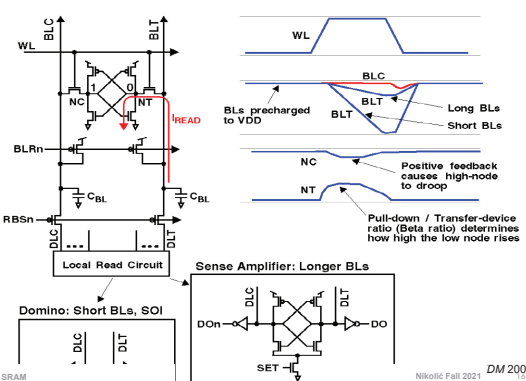 BLC
BLT
WL
1
0
NC
NT
IREAD
BLRn
CBL
CBL
RBSn
DLC
DLT
Local Read Circuit
Domino: Short BLs, SOI
DLC
DLT
Sense Amplifier: Longer BLs
DLC
DLT
DOn
DO
SET
WL
BLC
BLs precharged
to VDD
BLT
BLT
Long BLs
Short BLs
NC
Positive feedback
causes high-node
to droop
NT
Pull-down / Transfer-device
ratio (Beta ratio) determines
how high the low node rises
SRAM
Nikolić Fall 2021
DM 200
16